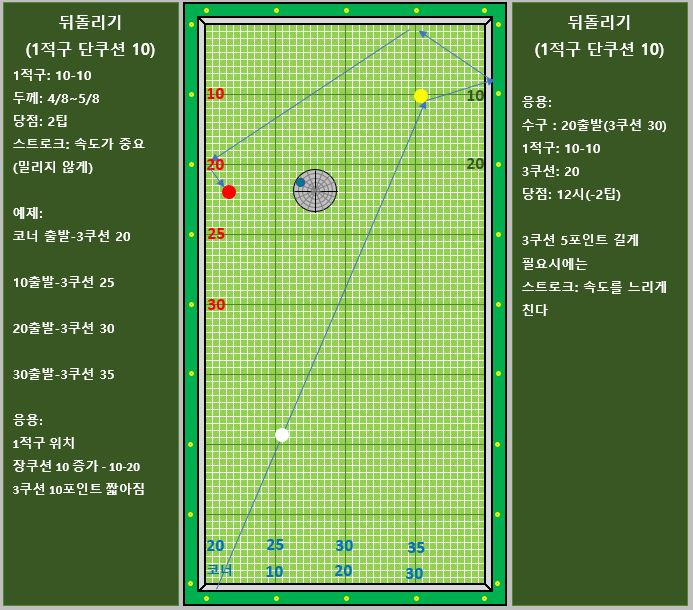 뒤돌리기
(1적구 단쿠션 10)
1적구: 10-10
두께: 4/8~5/8
당점: 2팁
스트로크: 속도가 중요
(밀리지 않게)
예제:
코너 출발-3쿠션 20
10출발-3쿠션 25
20출발-3쿠션 30
30출발-3쿠션 35
응용:
1적구 위치
장쿠션 10 증가 - 10-20
3쿠션 10포인트 짧아짐
10
20
25
30
10
20
20 25 30 35
코너 10 20 30
뒤돌리기
(1적구 단쿠션 10)
응용:
수구 : 20출발(3쿠션 30)
1적구: 10-10
3쿠션: 20
당점: 12시(-2팁)
3쿠션 5포인트 길게
필요시에는
스트로크: 속도를 느리게
친다